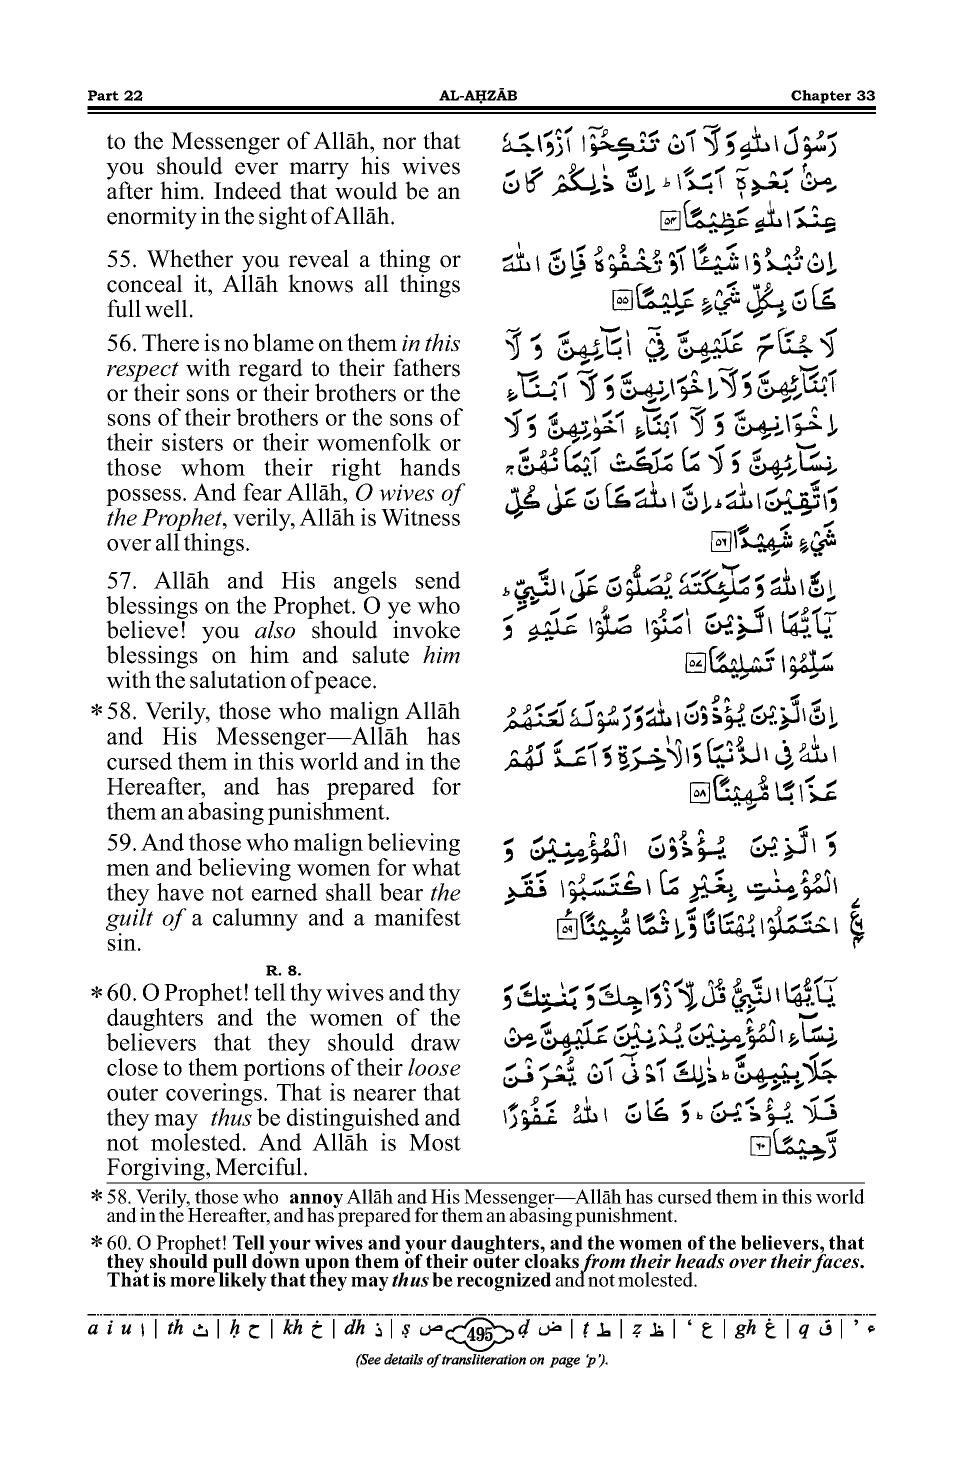 Part 22
AL-AḤZĀB
Chapter 33
to the Messenger of Allāh, nor that
you should ever marry his wives
after him. Indeed that would be an
enormity in the sight of Allāh.
55. Whether you reveal a thing or
conceal it, Allāh knows all things
full well.
56. There is no blame on them in this
respect with regard to their fathers
or their sons or their brothers or the
sons of their brothers or the sons of
their sisters or their womenfolk or
those whom their right hands
possess. And fear Allāh, O wives of
the Prophet, verily, Allāh is Witness
over all things.
57. Allāh and His angels send
blessings on the Prophet. O ye who
believe! you also should invoke
blessings on him and salute him
with the salutation of peace.
*58. Verily, those who malign Allāh
and His Messenger—Allāh has
cursed them in this world and in the
Hereafter, and has prepared for
them an abasing punishment.
59. And those who malign believing
men and believing women for what
they have not earned shall bear the
guilt of a calumny and a manifest
sin.
R. 8.
*60. O Prophet! tell thy wives and thy
daughters and the women of the
believers that they should draw
close to them portions of their loose
outer coverings. That is nearer that
they may thus be distinguished and
not molested. And Allāh is Most
Forgiving, Merciful.
رَسُوْلَ اللّٰهِ وَ لَاۤ اَنْ تَنْكِحُوْۤا اَزْوَاجَهٗ
مِنْۢ بَعْدِهٖۤ اَبَدًا ؕ اِنَّ ذٰلِكُمْ كَانَ
عِنْدَ اللّٰهِ عَظِيْمًا ۝۵۴
اِنْ تُبْدُوْا شَيْـًٔا اَوْ تُخْفُوْهُ فَاِنَّ اللّٰهَ
كَانَ بِكُلِّ شَيْءٍ عَلِيْمًا ۝۵۵
لَا جُنَاحَ عَلَيْهِنَّ فِيْۤ اٰبَآئِهِنَّ وَ لَاۤ
اَبْنَآئِهِنَّ وَ لَاۤ اِخْوَانِهِنَّ وَ لَاۤ اَبْنَآءِ
اِخْوَانِهِنَّ وَ لَاۤ اَبْنَآءِ اَخَوٰتِهِنَّ وَ لَا
نِسَآئِهِنَّ وَ لَا مَا مَلَكَتْ اَيْمَانُهُنَّ ۚ
وَاتَّقِيْنَ اللّٰهَ ؕ اِنَّ اللّٰهَ كَانَ عَلٰى كُلِّ
شَيْءٍ شَهِيْدًا ۝۵۶
اِنَّ اللّٰهَ وَ مَلٰٓئِكَتَهٗ يُصَلُّوْنَ عَلَى النَّبِيِّ ؕ
يٰۤاَيُّهَا الَّذِيْنَ اٰمَنُوْا صَلُّوْا عَلَيْهِ وَ
سَلِّمُوْا تَسْلِيْمًا ۝۵۷
اِنَّ الَّذِيْنَ يُؤْذُوْنَ اللّٰهَ وَ رَسُوْلَهٗ لَعَنَهُمُ
اللّٰهُ فِي الدُّنْيَا وَ الْاٰخِرَةِ وَ اَعَدَّ لَهُمْ
عَذَابًا مُّهِيْنًا ۝۵۸
وَ الَّذِيْنَ يُؤْذُوْنَ الْمُؤْمِنِيْنَ وَ
الْمُؤْمِنٰتِ بِغَيْرِ مَا اكْتَسَبُوْا فَقَدِ
احْتَمَلُوْا بُهْتَانًا وَّ اِثْمًا مُّبِيْنًا ۝۵۹
يٰۤاَيُّهَا النَّبِيُّ قُلْ لِّاَزْوَاجِكَ وَ بَنٰتِكَ وَ
نِسَآءِ الْمُؤْمِنِيْنَ يُدْنِيْنَ عَلَيْهِنَّ مِنْ
جَلَابِيْبِهِنَّ ؕ ذٰلِكَ اَدْنٰۤى اَنْ يُّعْرَفْنَ
فَلَا يُؤْذَيْنَ ؕ وَ كَانَ اللّٰهُ غَفُوْرًا
رَّحِيْمًا ۝۶۰
*58. Verily, those who annoy Allāh and His Messenger—Allāh has cursed them in this world
and in the Hereafter, and has prepared for them an abasing punishment.
*60. O Prophet! Tell your wives and your daughters, and the women of the believers, that
they should pull down upon them of their outer cloaks from their heads over their faces.
That is more likely that they may thus be recognized and not molested.
a i u ا | th ث | ḥ ح | kh خ | dh ذ | ṣ ص 495 ḍ ض | ṭ ط | ẓ ظ | ‘ ع | gh غ | q ق | ’ ء
(See details of transliteration on page ‘p’).